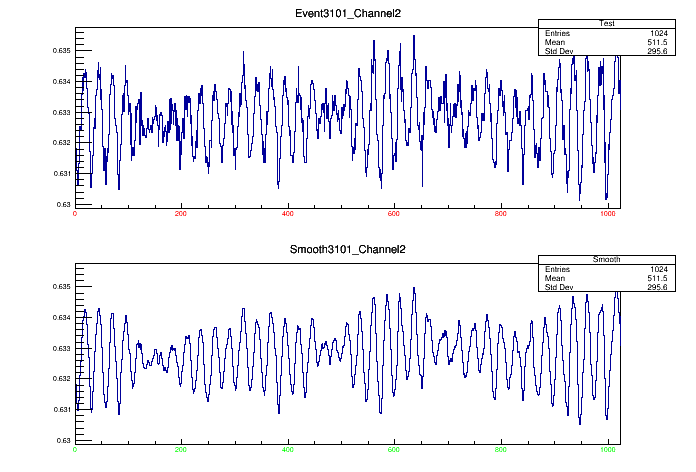 Event3101_Channel2
Test
Entries 1024
Mean 511.5
Std Dev 295.6
0.635
0.634
0.633
0.632
0.631
0.63
0 200 400 600 800 1000
Smooth3101_Channel2
Smooth
Entries 1024
Mean 511.5
Std Dev 295.6
0.635
0.634
0.633
0.632
0.631
0.63
0 200 400 600 800 1000